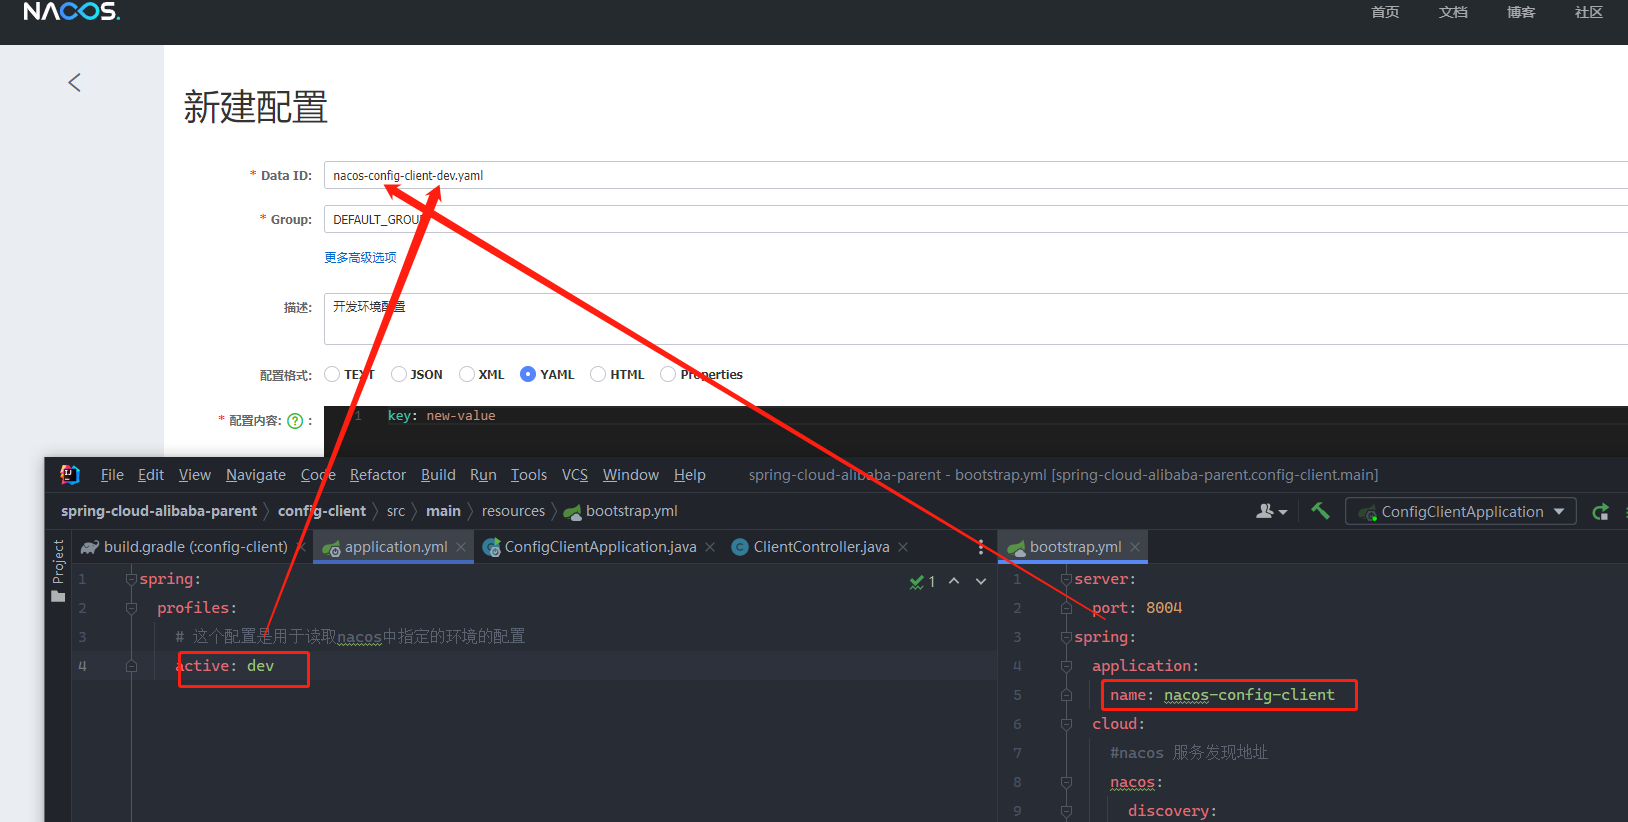 NACOS.
首页 文档 博客 社区
新建配置
* Data ID: nacos-config-client-dev.yaml
* Group: DEFAULT_GROUP
更多高级选项
描述: 开发环境配置
配置格式: TEXT JSON XML YAML HTML Properties
* 配置内容: ? :
1 key: new-value
File Edit View Navigate Code Refactor Build Run Tools VCS Window Help spring-cloud-alibaba-parent - bootstrap.yml [spring-cloud-alibaba-parent.config-client.main]
spring-cloud-alibaba-parent config-client src main resources bootstrap.yml ConfigClientApplication
Project
build.gradle (:config-client) application.yml ConfigClientApplication.java ClientController.java
1 spring:
2 profiles:
3 # 这个配置是用于读取nacos中指定的环境的配置
4 active: dev
1
bootstrap.yml
1 server:
2 port: 8004
3 spring:
4 application:
5 name: nacos-config-client
6 cloud:
7 #nacos 服务发现地址
8 nacos:
9 discovery: